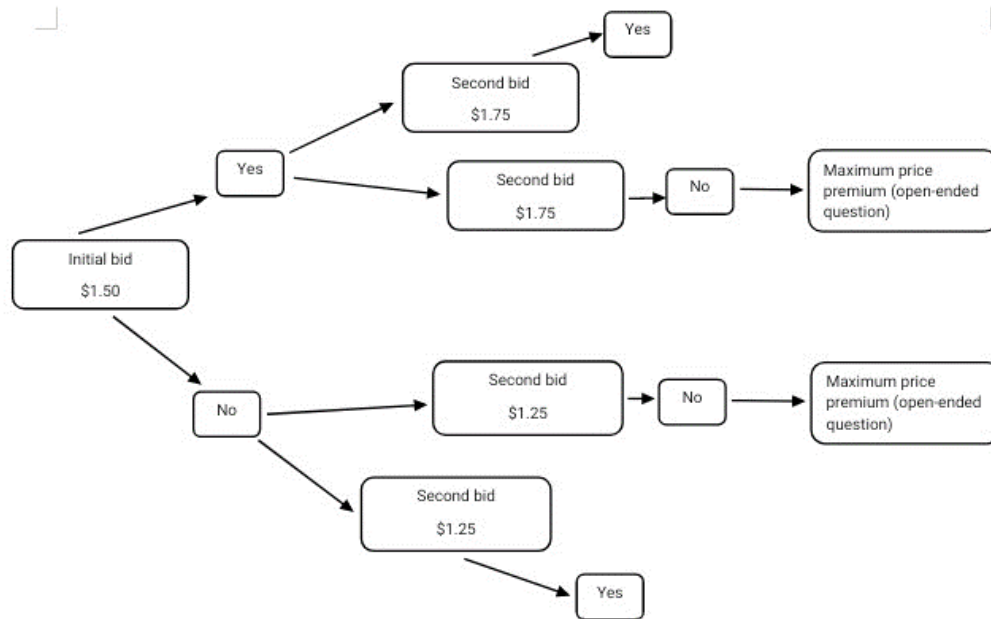 Yes
Second bid
$1.75
Yes
Second bid
$1.75
No
Maximum price
premium (open-ended
question)
Initial bid
$1.50
No
Second bid
$1.25
No
Maximum price
premium (open-ended
question)
Second bid
$1.25
Yes